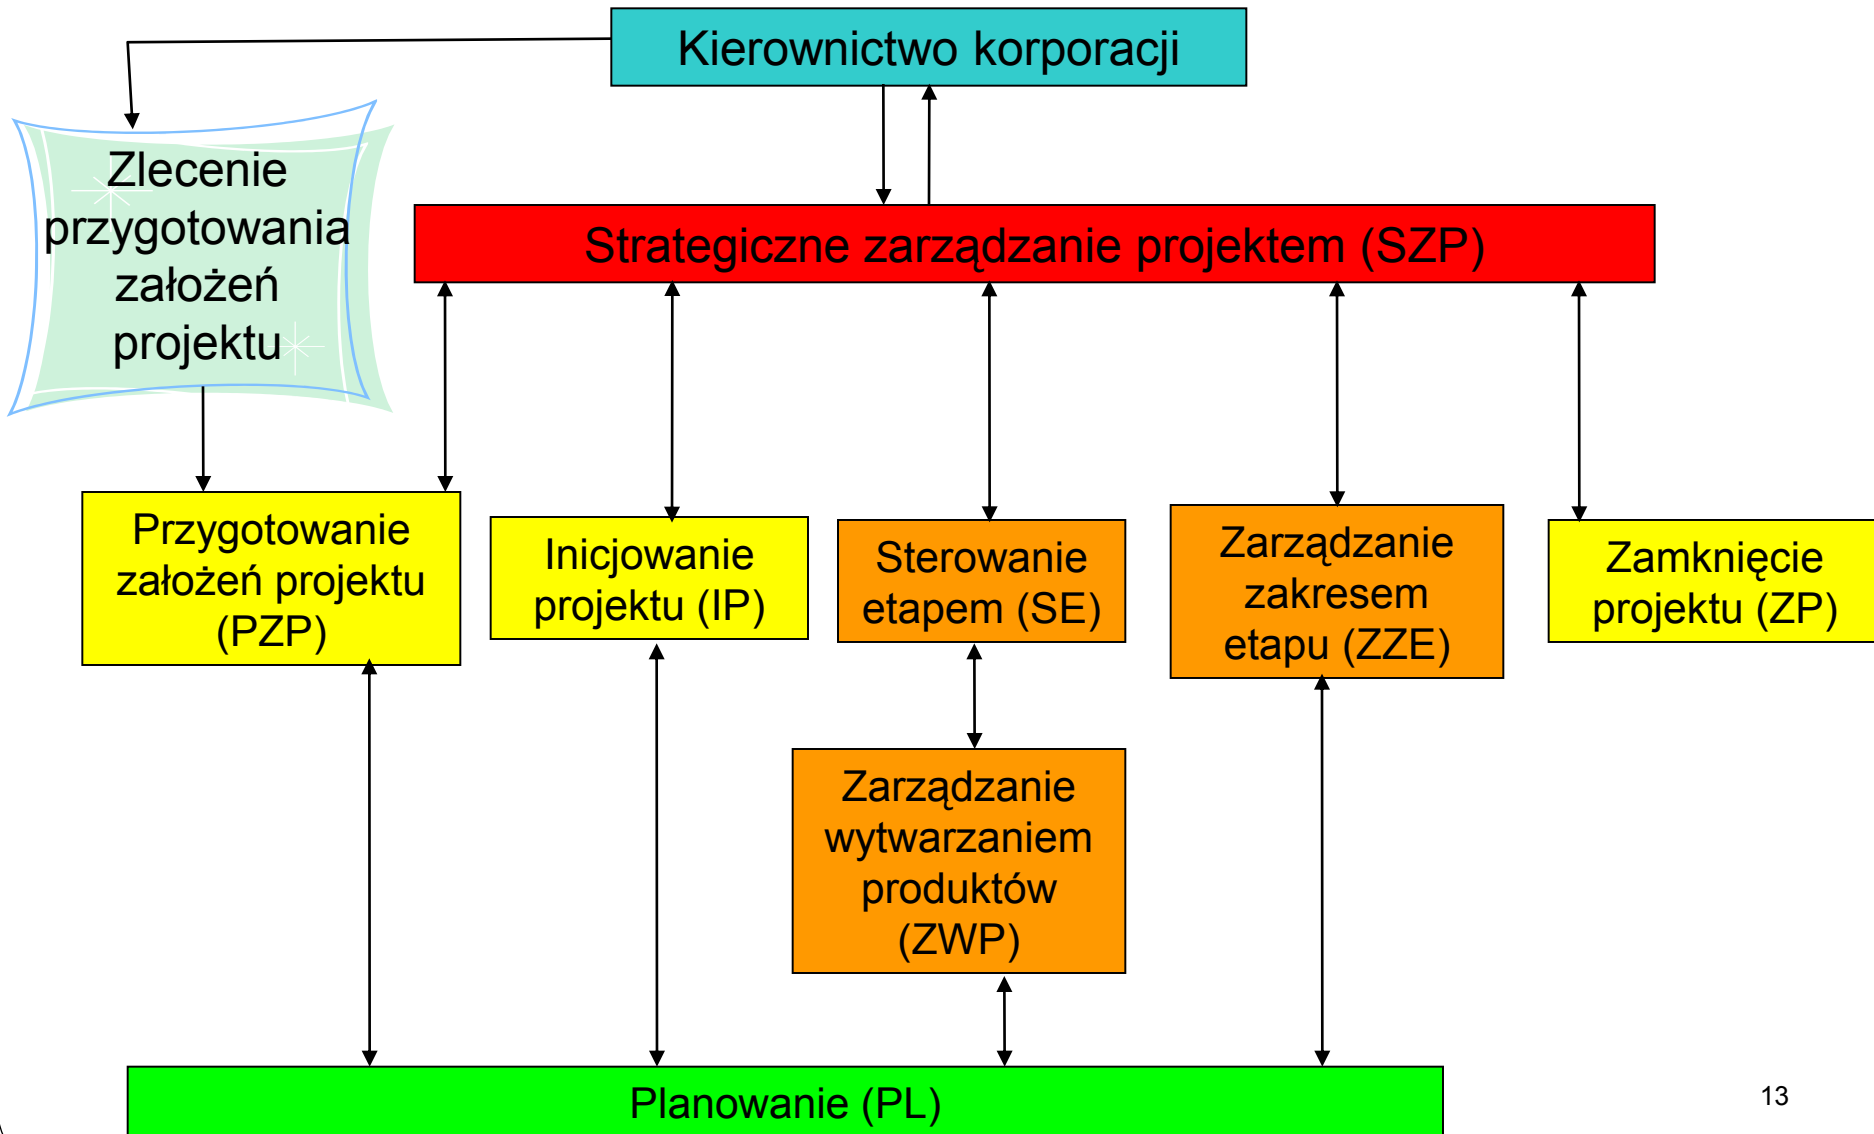 Kierownictwo korporacji
Zlecenie
przygotowania
założeń
projektu
Strategiczne zarządzanie projektem (SZP)
Przygotowanie
założeń projektu
(PZP)
Inicjowanie
projektu (IP)
Sterowanie
etapem (SE)
Zarządzanie
zakresem
etapu (ZZE)
Zamknięcie
projektu (ZP)
Zarządzanie
wytwarzaniem
produktów
(ZWP)
Planowanie (PL)
13